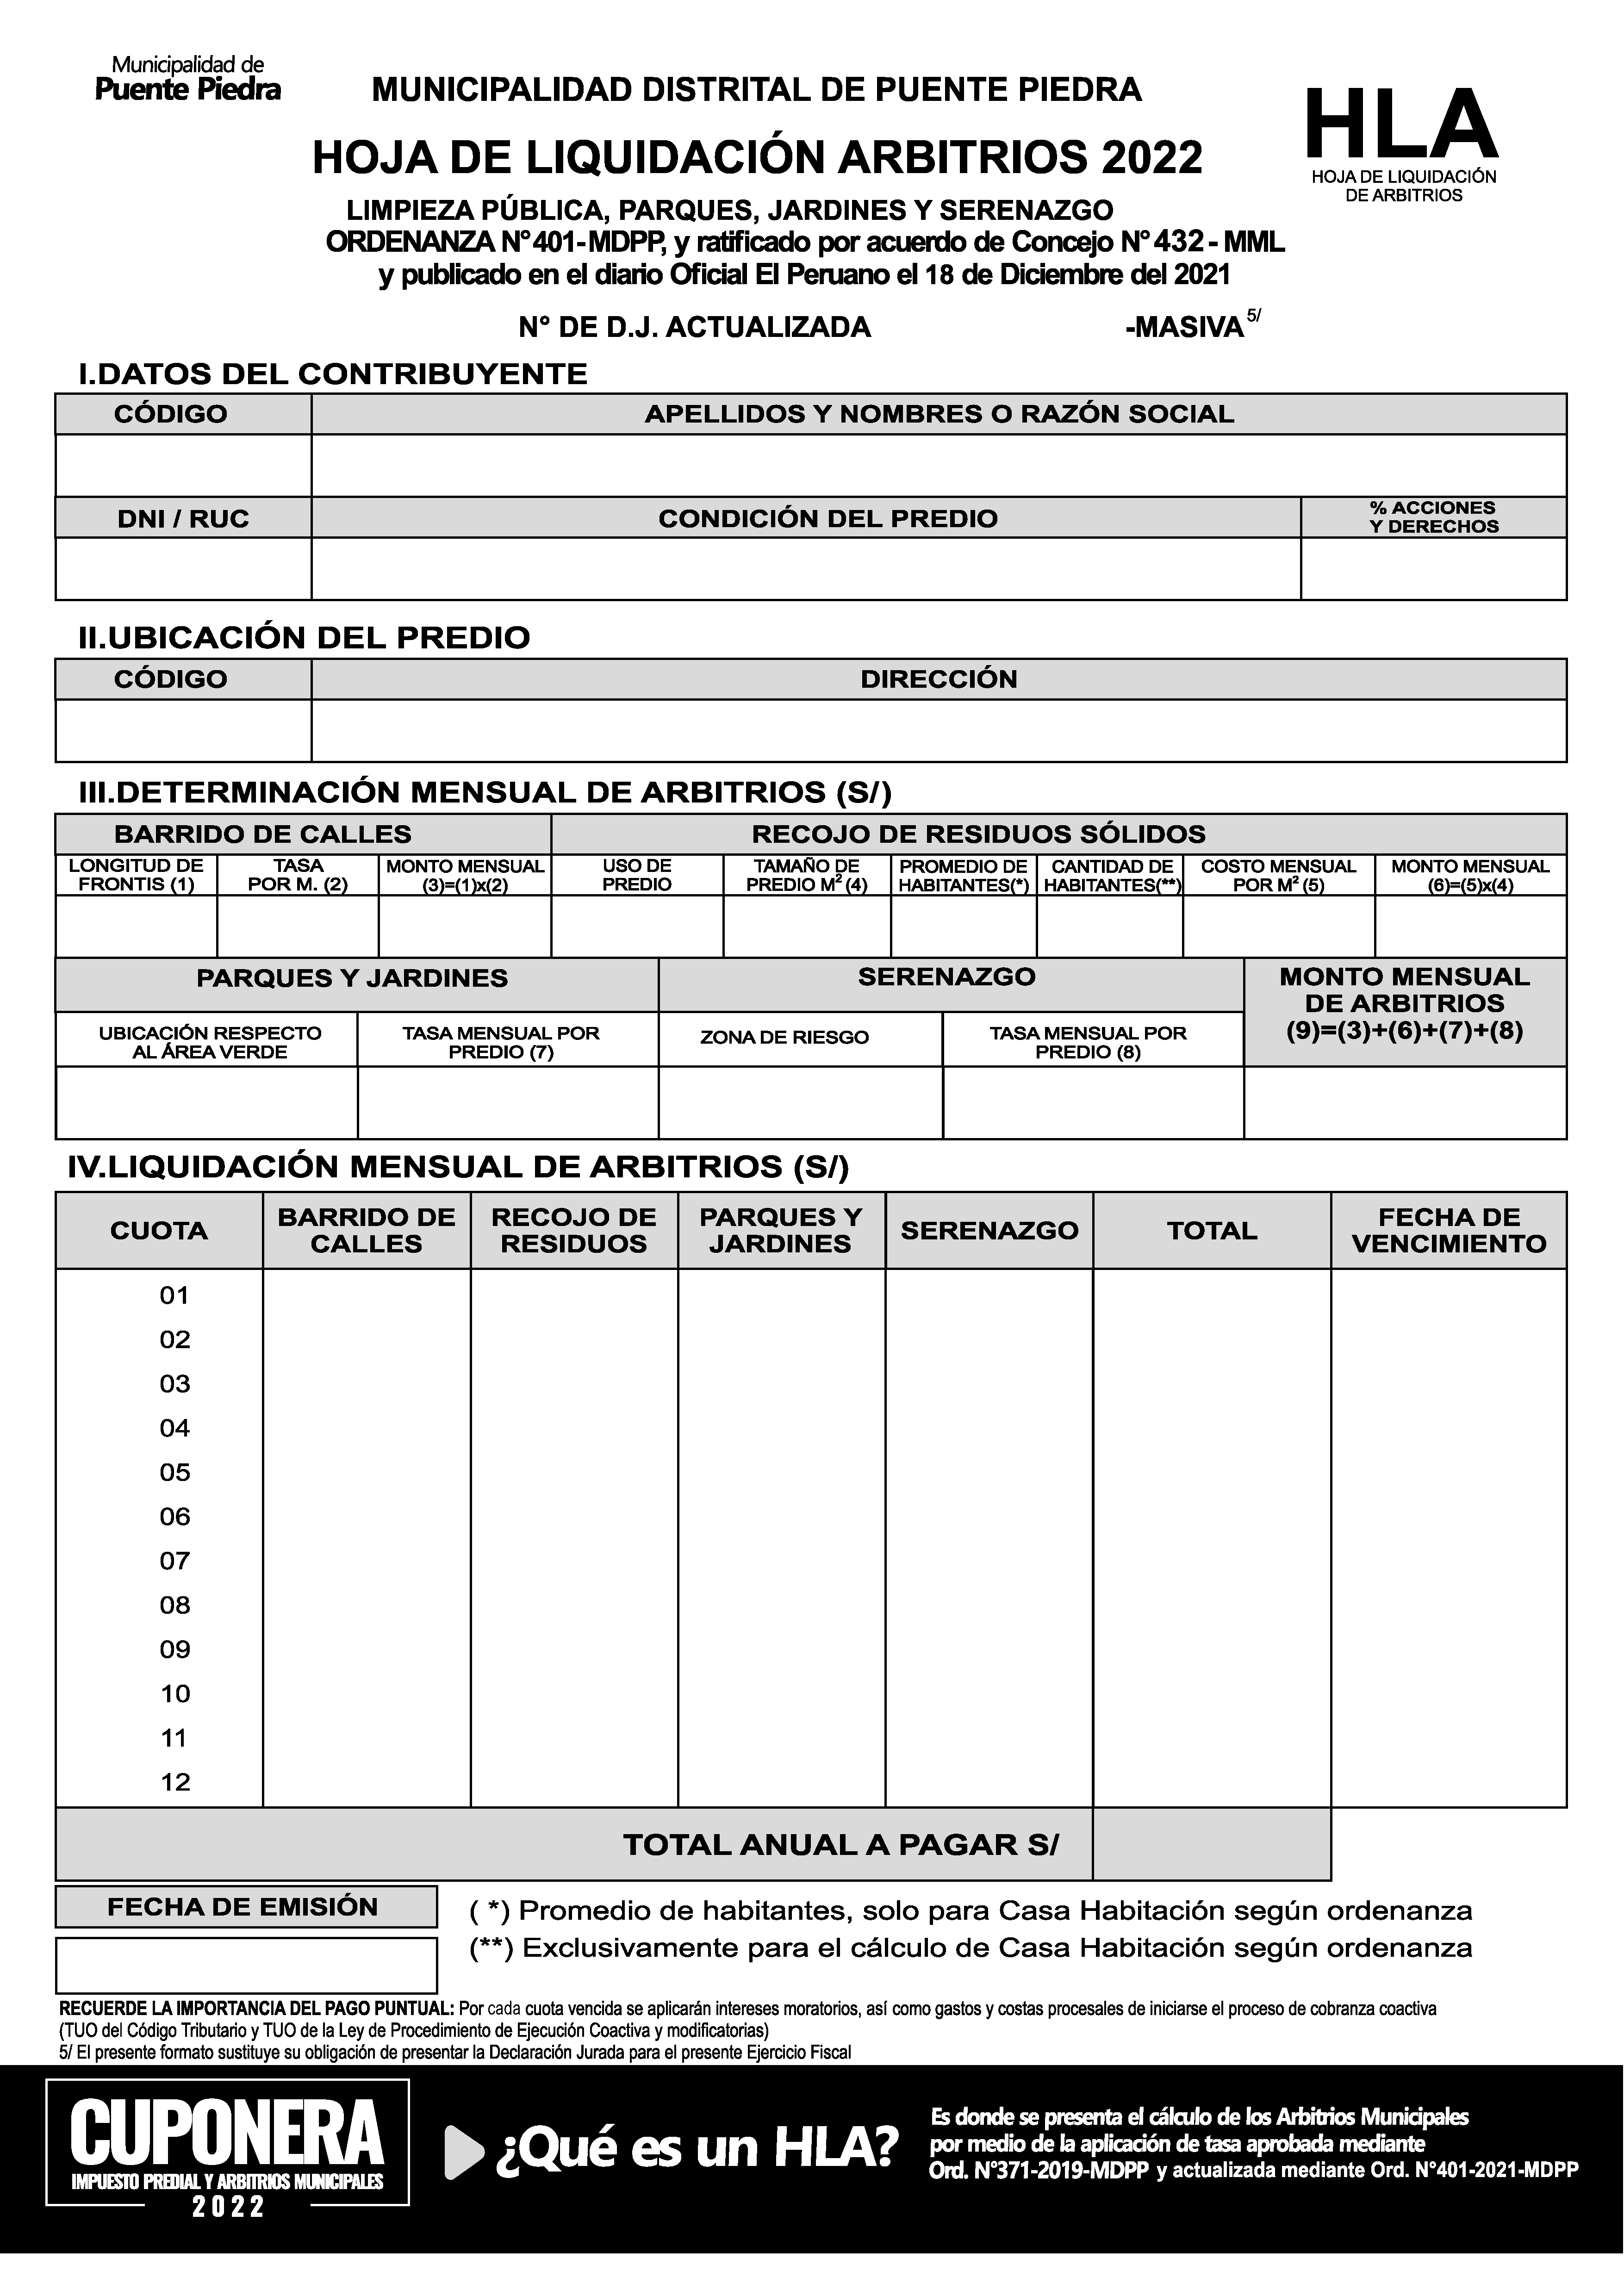 Municipalidad de
Puente Piedra
MUNICIPALIDAD DISTRITAL DE PUENTE PIEDRA
HOJA DE LIQUIDACIÓN ARBITRIOS 2022
HLA
HOJA DE LIQUIDACIÓN
DE ARBITRIOS
LIMPIEZA PÚBLICA, PARQUES, JARDINES Y SERENAZGO
ORDENANZA N° 401- MDPP, y ratificado por acuerdo de Concejo N° 432 - MML
y publicado en el diario Oficial El Peruano el 18 de Diciembre del 2021
N° DE D.J. ACTUALIZADA -MASIVA 5/
I.DATOS DEL CONTRIBUYENTE
CÓDIGO APELLIDOS Y NOMBRES O RAZÓN SOCIAL
DNI / RUC CONDICIÓN DEL PREDIO % ACCIONES
Y DERECHOS
II.UBICACIÓN DEL PREDIO
CÓDIGO DIRECCIÓN
III.DETERMINACIÓN MENSUAL DE ARBITRIOS (S/)
BARRIDO DE CALLES RECOJO DE RESIDUOS SÓLIDOS
LONGITUD DE TASA MONTO MENSUAL USO DE TAMAÑO DE PROMEDIO DE CANTIDAD DE COSTO MENSUAL MONTO MENSUAL
FRONTIS (1) POR M. (2) (3)=(1)x(2) PREDIO PREDIO M² (4) HABITANTES(*) HABITANTES(**) POR M² (5) (6)=(5)x(4)
PARQUES Y JARDINES SERENAZGO MONTO MENSUAL
DE ARBITRIOS
(9)=(3)+(6)+(7)+(8)
UBICACIÓN RESPECTO TASA MENSUAL POR ZONA DE RIESGO TASA MENSUAL POR
AL ÁREA VERDE PREDIO (7) PREDIO (8)
IV.LIQUIDACIÓN MENSUAL DE ARBITRIOS (S/)
CUOTA BARRIDO DE RECOJO DE PARQUES Y SERENAZGO TOTAL FECHA DE
CALLES RESIDUOS JARDINES VENCIMIENTO
01
02
03
04
05
06
07
08
09
10
11
12
TOTAL ANUAL A PAGAR S/
FECHA DE EMISIÓN
( *) Promedio de habitantes, solo para Casa Habitación según ordenanza
(**) Exclusivamente para el cálculo de Casa Habitación según ordenanza
RECUERDE LA IMPORTANCIA DEL PAGO PUNTUAL: Por cada cuota vencida se aplicarán intereses moratorios, así como gastos y costas procesales de iniciarse el proceso de cobranza coactiva
(TUO del Código Tributario y TUO de la Ley de Procedimiento de Ejecución Coactiva y modificatorias)
5/ El presente formato sustituye su obligación de presentar la Declaración Jurada para el presente Ejercicio Fiscal
CUPONERA
IMPUESTO PREDIAL Y ARBITRIOS MUNICIPALES
2022
¿Qué es un HLA?
Es donde se presenta el cálculo de los Arbitrios Municipales
por medio de la aplicación de tasa aprobada mediante
Ord. N°371-2019-MDPP y actualizada mediante Ord. N°401-2021-MDPP